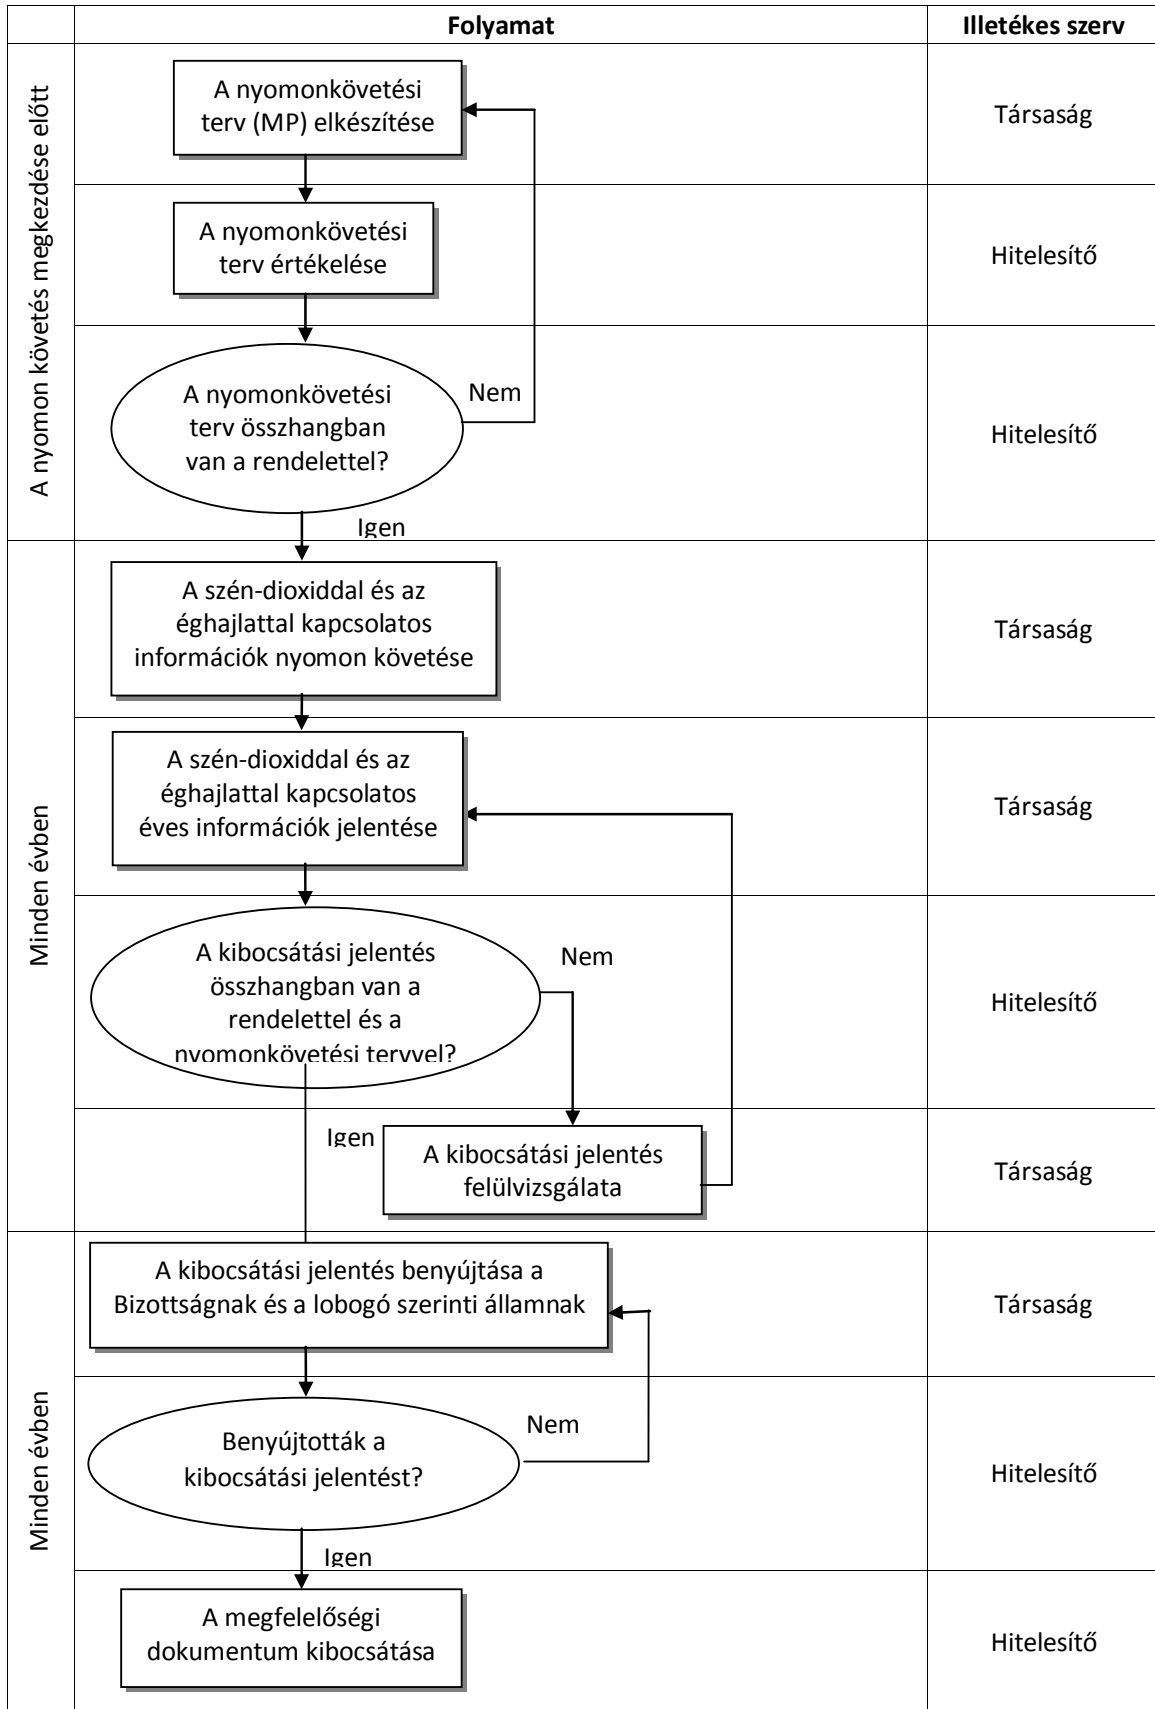 Folyamat
Illetékes szerv
A nyomon követés megkezdése előtt
A nyomonkövetési
terv (MP) elkészítése
Társaság
A nyomonkövetési
terv értékelése
Hitelesítő
A nyomonkövetési
terv összhangban
van a rendelettel?
Nem
Hitelesítő
Igen
Minden évben
A szén-dioxiddal és az
éghajlattal kapcsolatos
információk nyomon követése
Társaság
A szén-dioxiddal és az
éghajlattal kapcsolatos
éves információk jelentése
Társaság
A kibocsátási jelentés
összhangban van a
rendelettel és a
nyomonkövetési tervvel?
Nem
Hitelesítő
Igen
A kibocsátási jelentés
felülvizsgálata
Társaság
Minden évben
A kibocsátási jelentés benyújtása a
Bizottságnak és a lobogó szerinti államnak
Társaság
Benyújtották a
kibocsátási jelentést?
Nem
Hitelesítő
Igen
A megfelelőségi
dokumentum kibocsátása
Hitelesítő